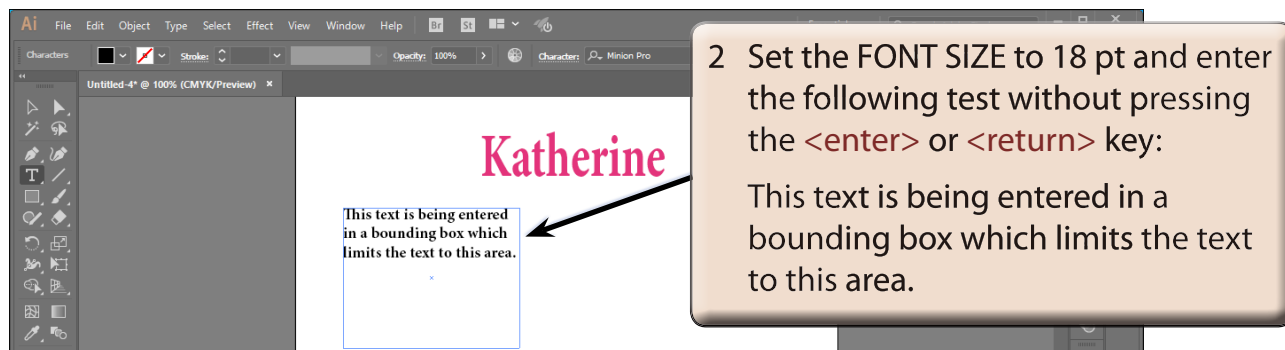 Ai File Edit Object Type Select Effect View Window Help Br St
Characters Stroke: Opacity: 100% Character: Minion Pro
Untitled-4* @ 100% (CMYK/Preview) ×
Katherine
This text is being entered
in a bounding box which
limits the text to this area.
2 Set the FONT SIZE to 18 pt and enter
the following test without pressing
the <enter> or <return> key:
This text is being entered in a
bounding box which limits the text
to this area.